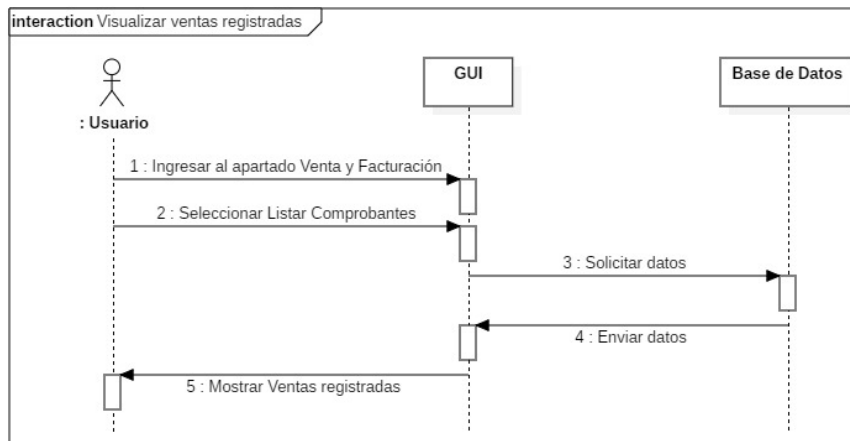 interaction Visualizar ventas registradas
GUI
Base de Datos
: Usuario
1 : Ingresar al apartado Venta y Facturación
2 : Seleccionar Listar Comprobantes
3 : Solicitar datos
4 : Enviar datos
5 : Mostrar Ventas registradas